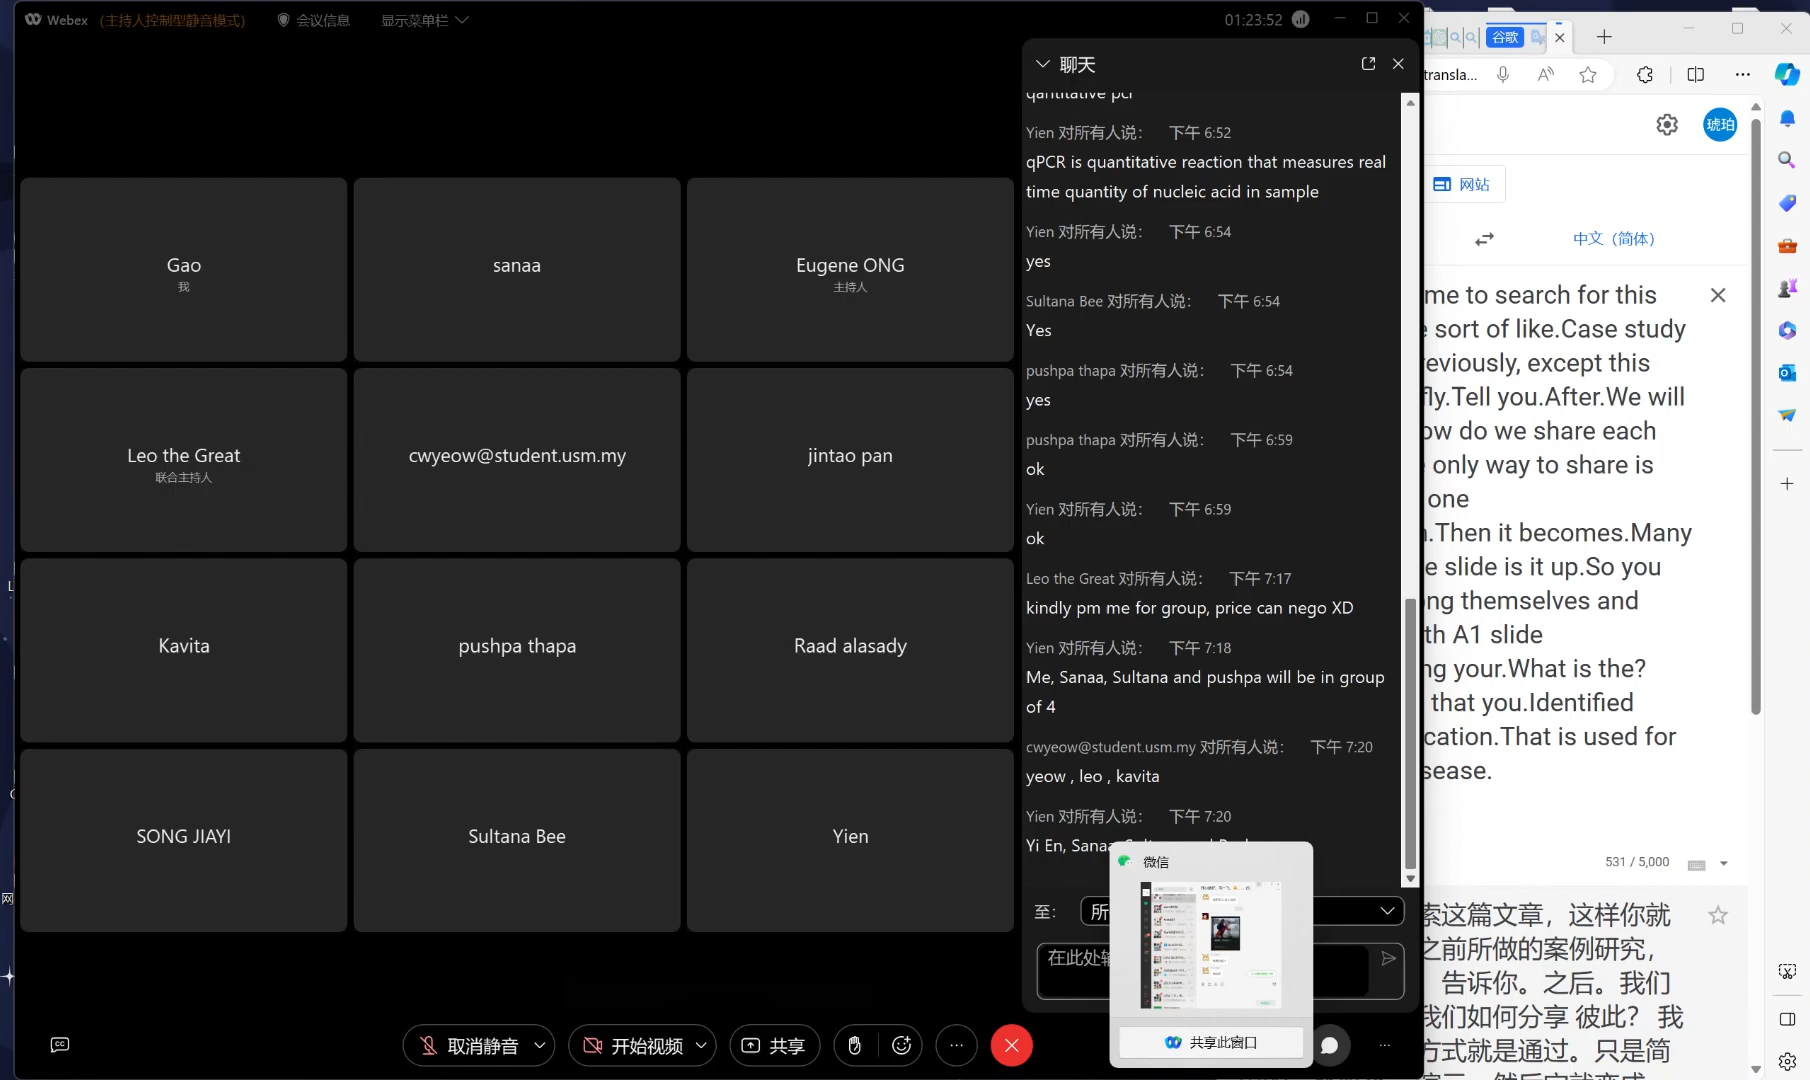 Webex
(主持人控制型静音模式)
会议信息
显示菜单栏
01:23:52
Gao
我
sanaa
Eugene ONG
主持人
Leo the Great
联合主持人
cwyeow@student.usm.my
jintao pan
Kavita
pushpa thapa
Raad alasady
SONG JIAYI
Sultana Bee
Yien
CC
取消静音
开始视频
共享
聊天
qantitative pcr
Yien 对所有人说： 下午 6:52
qPCR is quantitative reaction that measures real
time quantity of nucleic acid in sample
Yien 对所有人说： 下午 6:54
yes
Sultana Bee 对所有人说： 下午 6:54
Yes
pushpa thapa 对所有人说： 下午 6:54
yes
pushpa thapa 对所有人说： 下午 6:59
ok
Yien 对所有人说： 下午 6:59
ok
Leo the Great 对所有人说： 下午 7:17
kindly pm me for group, price can nego XD
Yien 对所有人说： 下午 7:18
Me, Sanaa, Sultana and pushpa will be in group
of 4
cwyeow@student.usm.my 对所有人说： 下午 7:20
yeow , leo , kavita
Yien 对所有人说： 下午 7:20
Yi En, Sanaa
至：
所
在此处输
微信
共享此窗口
谷歌
transla...
琥珀
网站
中文（简体）
me to search for this
sort of like.Case study
eviously, except this
fly.Tell you.After.We will
ow do we share each
only way to share is
one
.Then it becomes.Many
e slide is it up.So you
ng themselves and
th A1 slide
ng your.What is the?
that you.Identified
cation.That is used for
sease.
531 / 5,000
索这篇文章，这样你就
之前所做的案例研究，
告诉你。之后。我们
我们如何分享 彼此？ 我
方式就是通过。只是简